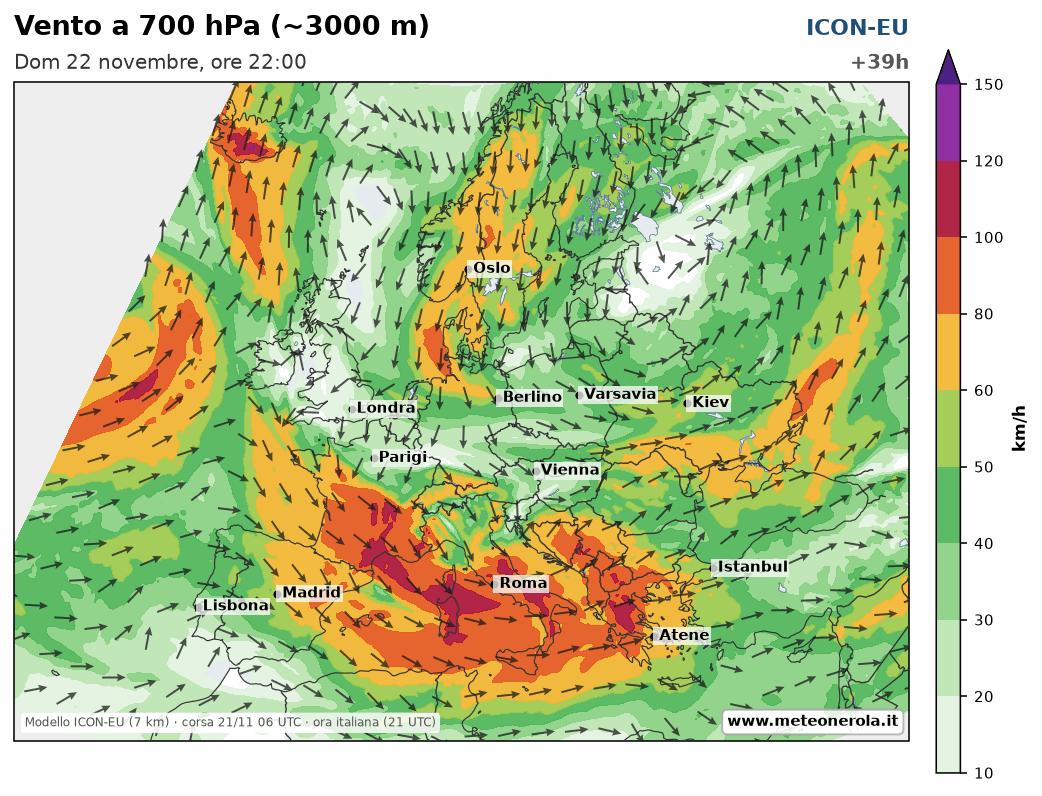 Vento a 700 hPa (~3000 m)
ICON-EU
Dom 22 novembre, ore 22:00
+39h
150
120
100
80
60
50
40
30
20
10
km/h
Oslo
Londra
Berlino
Varsavia
Kiev
Parigi
Vienna
Istanbul
Roma
Madrid
Lisbona
Atene
Modello ICON-EU (7 km) · corsa 21/11 06 UTC · ora italiana (21 UTC)
www.meteonerola.it